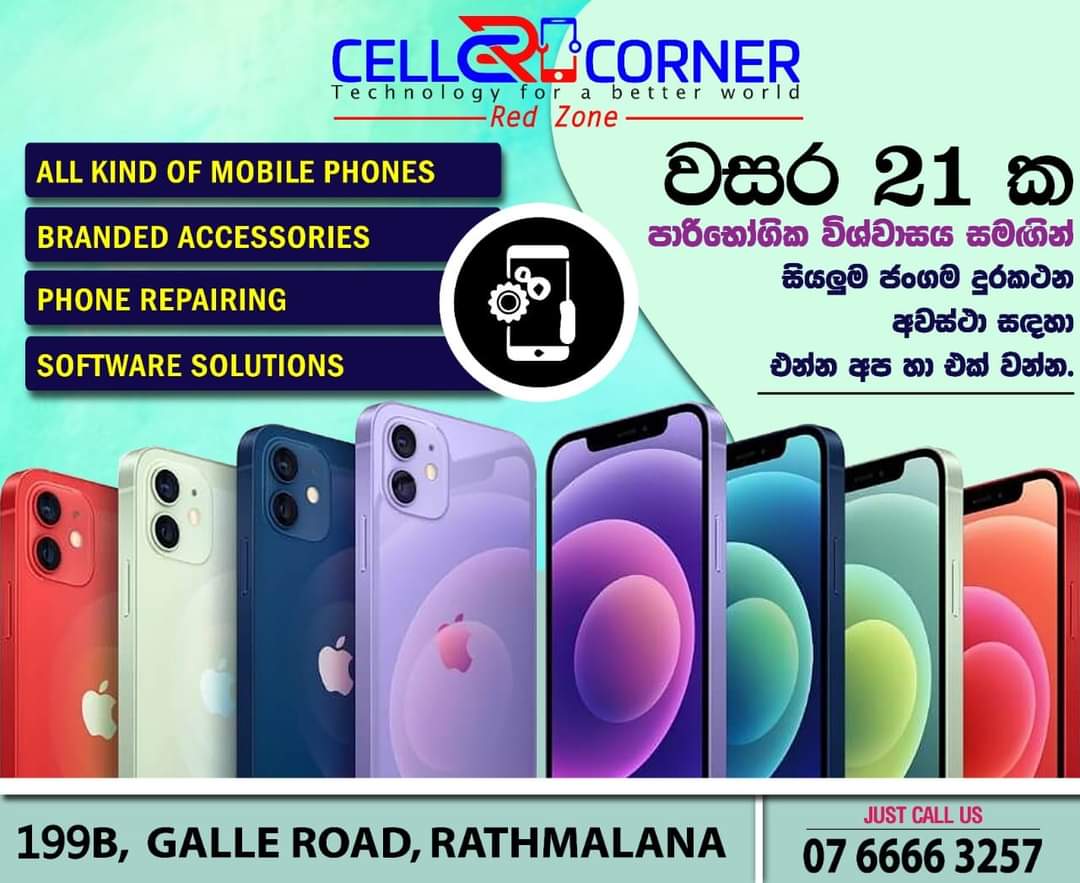 CELL CORNER
Technology for a better world
Red Zone
ALL KIND OF MOBILE PHONES
BRANDED ACCESSORIES
PHONE REPAIRING
SOFTWARE SOLUTIONS
වසර 21 ක
පාරිභෝගික විශ්වාසය සමඟින්
සියලුම ජංගම දුරකථන
අවස්ථා සඳහා
එන්න අප හා එක් වන්න.
199B, GALLE ROAD, RATHMALANA
JUST CALL US
07 6666 3257